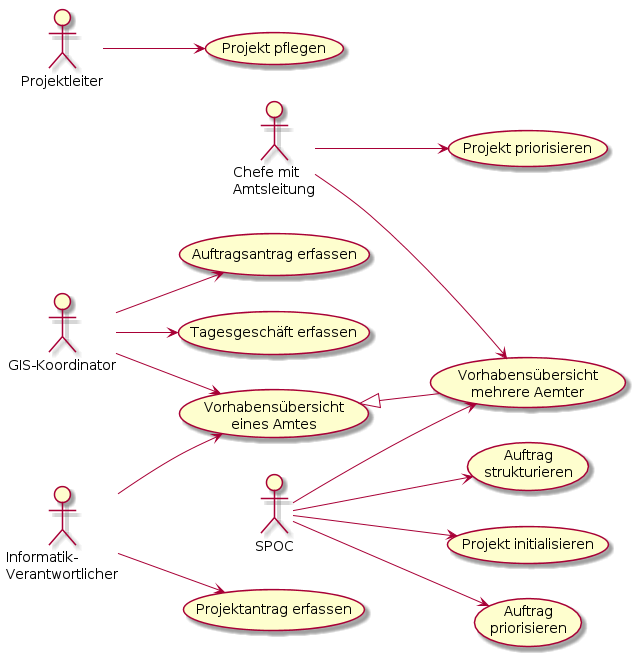 Projekt pflegen
Projektleiter
Projekt priorisieren
Chefe mit
Amtsleitung
Auftragsantrag erfassen
Tagesgeschäft erfassen
GIS-Koordinator
Vorhabensübersicht
mehrere Aemter
Vorhabensübersicht
eines Amtes
Auftrag
strukturieren
SPOC
Projekt initialisieren
Informatik-
Verantwortlicher
Projektantrag erfassen
Auftrag
priorisieren